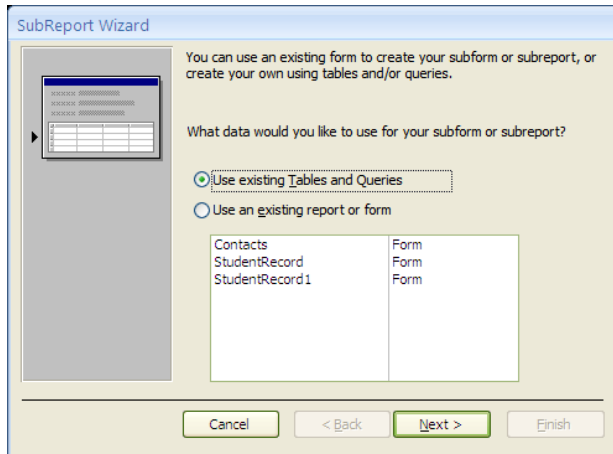 SubReport Wizard
You can use an existing form to create your subform or subreport, or
create your own using tables and/or queries.
What data would you like to use for your subform or subreport?
Use existing Tables and Queries
Use an existing report or form
Contacts Form
StudentRecord Form
StudentRecord1 Form
Cancel < Back Next > Finish